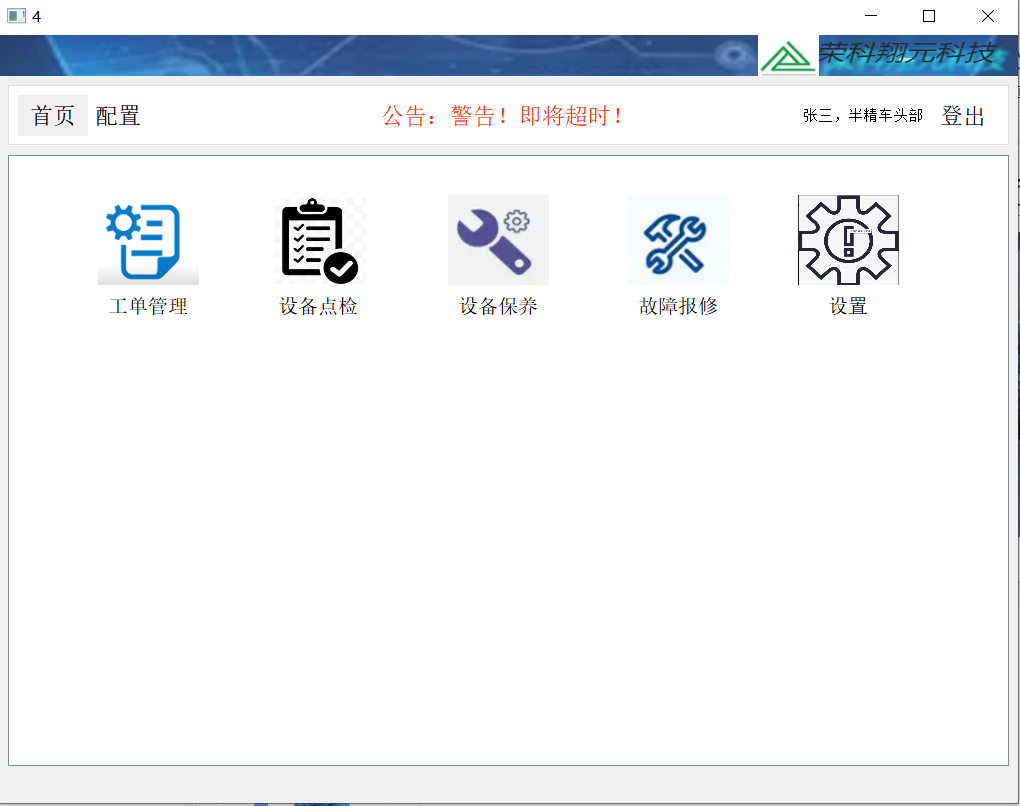 4
荣科翔元科技
首页 配置 公告：警告！即将超时！ 张三，半精车头部 登出
工单管理 设备点检 设备保养 故障报修 设置